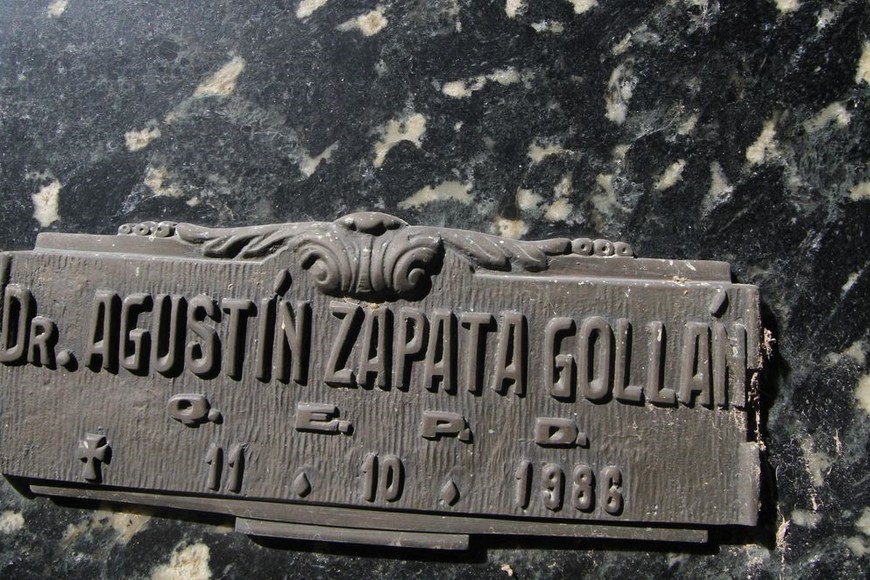 DR. AGUSTÍN ZAPATA GOLLÁN
Q. E. P. D.
✝ 11 . 10 . 1986